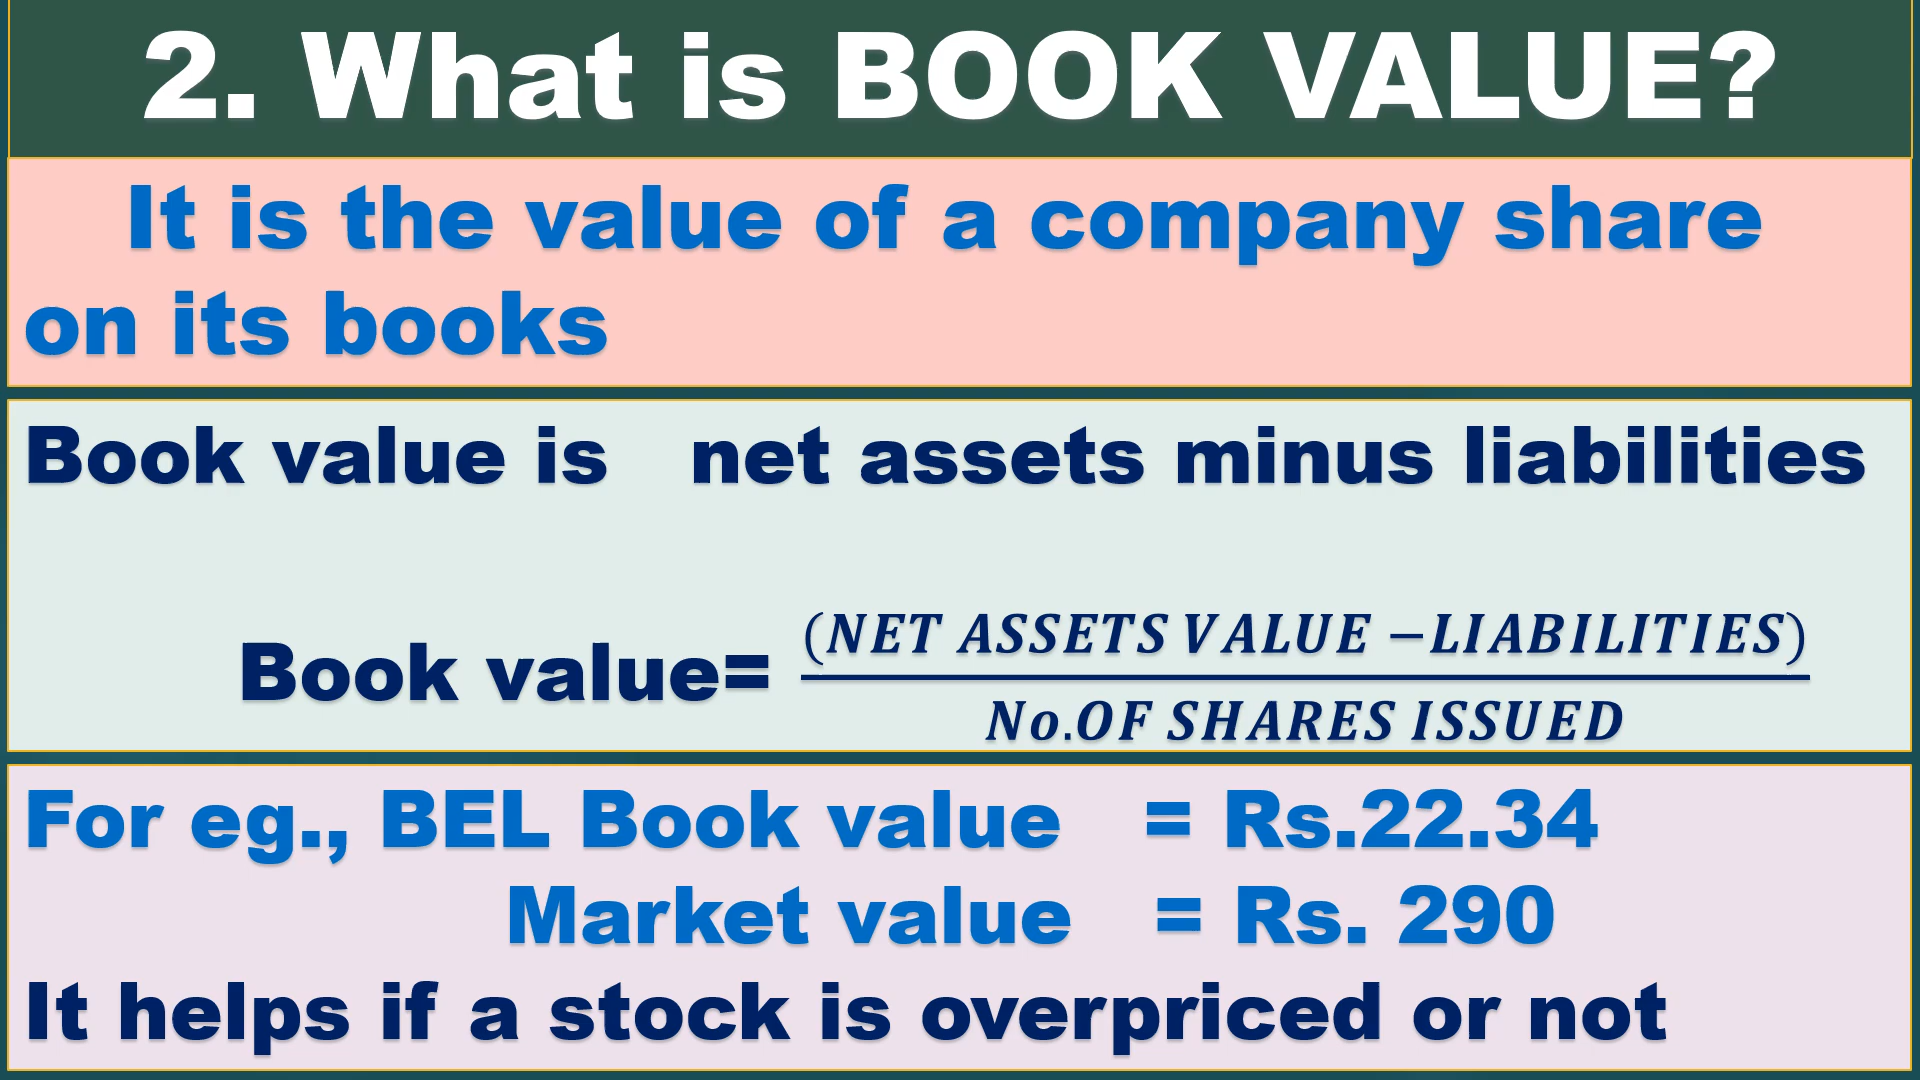 2. What is BOOK VALUE?
It is the value of a company share
on its books
Book value is net assets minus liabilities
Book value= (NET ASSETS VALUE −LIABILITIES)
No.OF SHARES ISSUED
For eg., BEL Book value = Rs.22.34
Market value = Rs. 290
It helps if a stock is overpriced or not